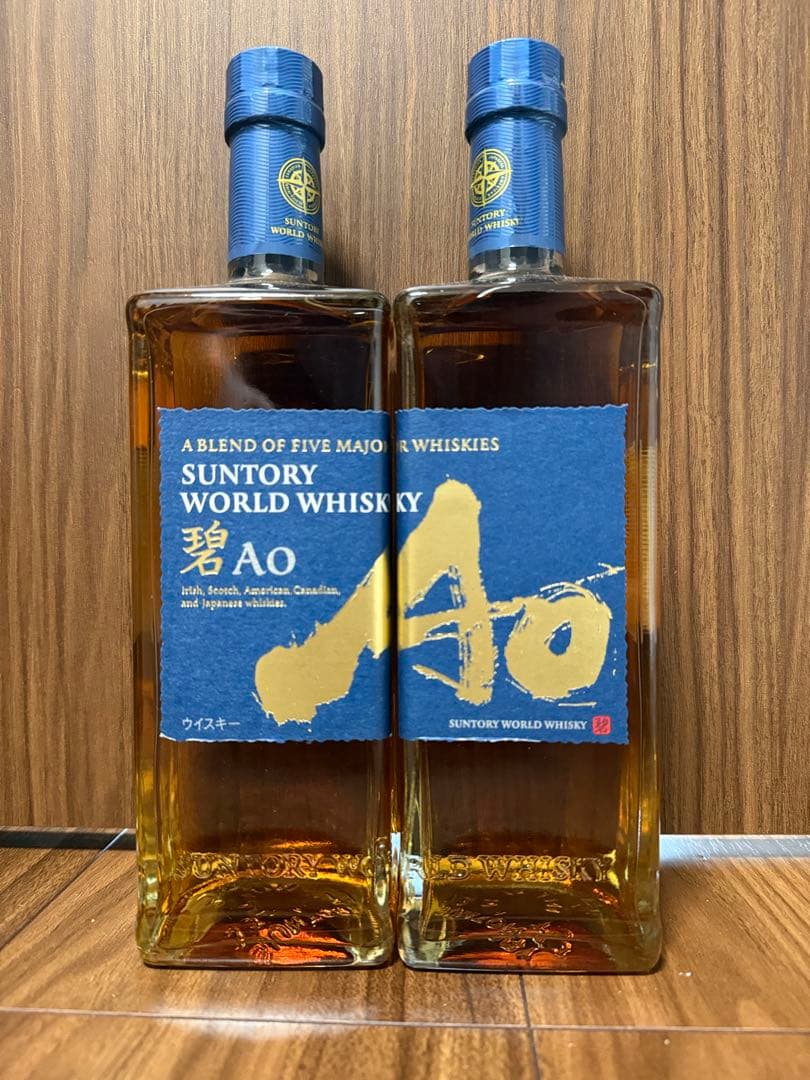 SUNTORY
WORLD WHISKY
SUNTORY
WORLD WHISKY
A BLEND OF FIVE MAJOR WHISKIES
SUNTORY
WORLD WHISKY
碧 AO
Irish, Scotch, American, Canadian,
and Japanese whiskies.
Ao
ウイスキー
SUNTORY WORLD WHISKY 碧
SUNTORY WORLD WHISKY